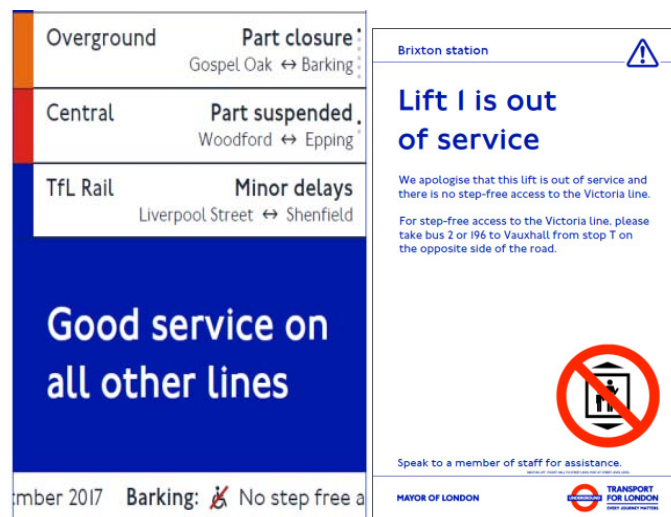 Overground Part closure
Gospel Oak ↔ Barking
Central Part suspended
Woodford ↔ Epping
TfL Rail Minor delays
Liverpool Street ↔ Shenfield
Good service on
all other lines
mber 2017 Barking: No step free a
Brixton station
Lift 1 is out
of service
We apologise that this lift is out of service and
there is no step-free access to the Victoria line.
For step-free access to the Victoria line, please
take bus 2 or 196 to Vauxhall from stop T on
the opposite side of the road.
Speak to a member of staff for assistance.
MAYOR OF LONDON
UNDERGROUND
TRANSPORT
FOR LONDON
EVERY JOURNEY MATTERS